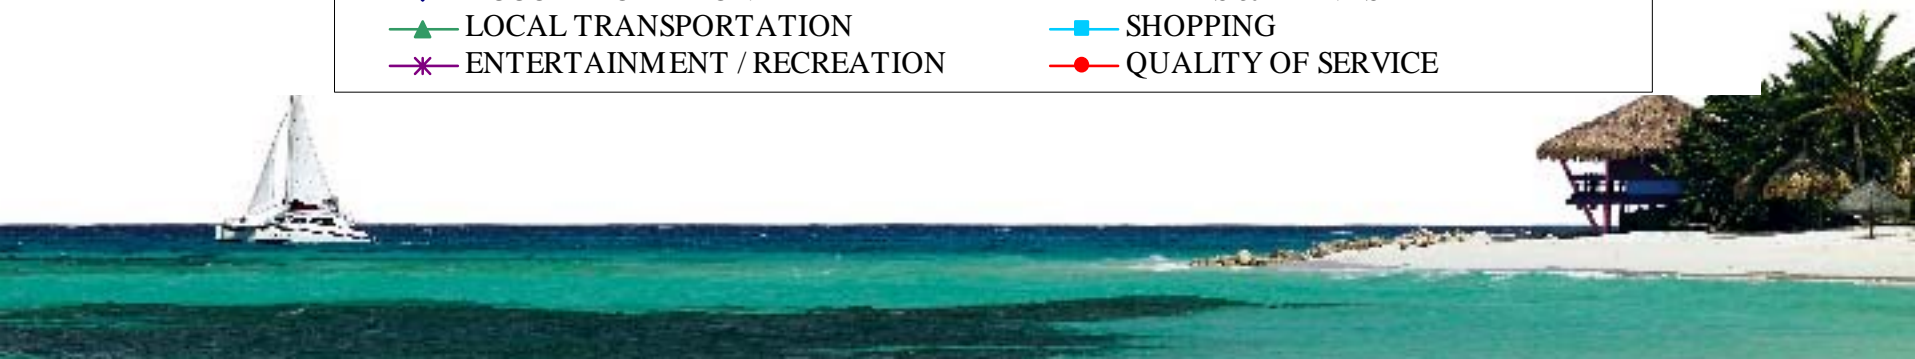 LOCAL TRANSPORTATION
SHOPPING
ENTERTAINMENT / RECREATION
QUALITY OF SERVICE